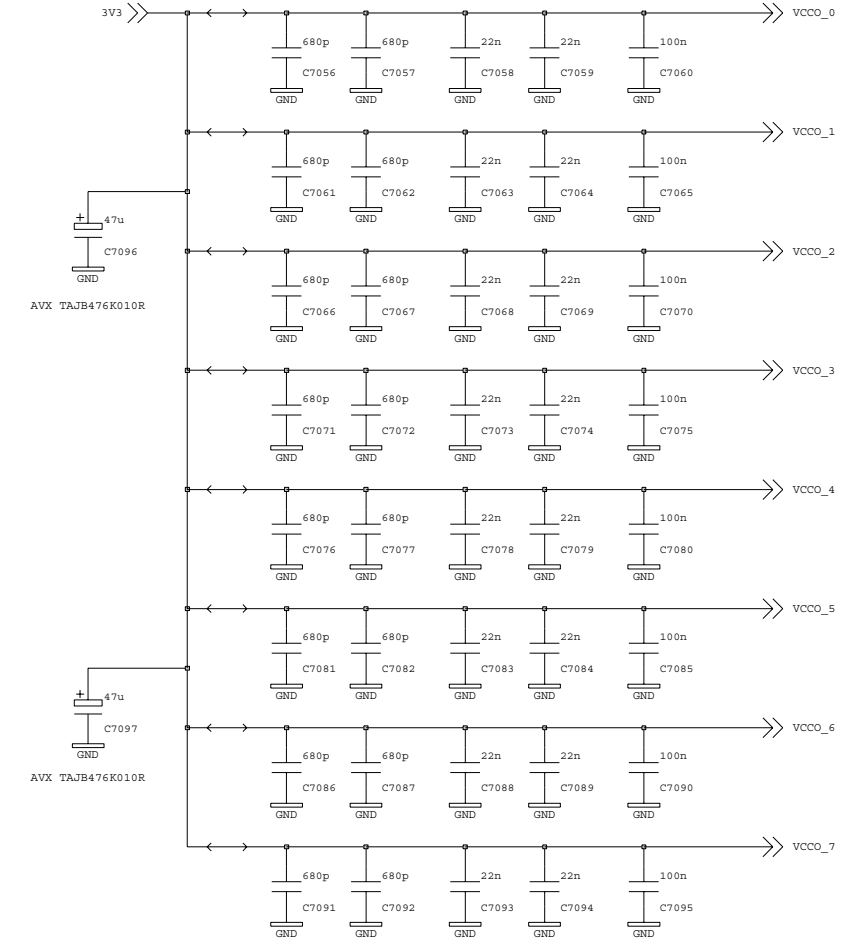 3V3 VCCO_0
680p 680p 22n 22n 100n
C7056 C7057 C7058 C7059 C7060
GND GND GND GND GND
VCCO_1
680p 680p 22n 22n 100n
C7061 C7062 C7063 C7064 C7065
GND GND GND GND GND
+ 47u
C7096
GND
AVX TAJB476K010R
VCCO_2
680p 680p 22n 22n 100n
C7066 C7067 C7068 C7069 C7070
GND GND GND GND GND
VCCO_3
680p 680p 22n 22n 100n
C7071 C7072 C7073 C7074 C7075
GND GND GND GND GND
VCCO_4
680p 680p 22n 22n 100n
C7076 C7077 C7078 C7079 C7080
GND GND GND GND GND
VCCO_5
680p 680p 22n 22n 100n
C7081 C7082 C7083 C7084 C7085
GND GND GND GND GND
+ 47u
C7097
GND
AVX TAJB476K010R
VCCO_6
680p 680p 22n 22n 100n
C7086 C7087 C7088 C7089 C7090
GND GND GND GND GND
VCCO_7
680p 680p 22n 22n 100n
C7091 C7092 C7093 C7094 C7095
GND GND GND GND GND